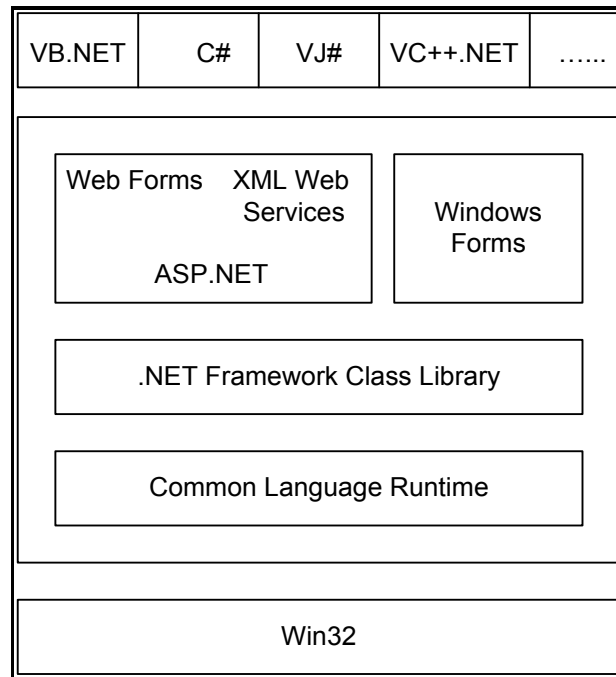 VB.NET C# VJ# VC++.NET …...
Web Forms XML Web
Services
ASP.NET
Windows
Forms
.NET Framework Class Library
Common Language Runtime
Win32